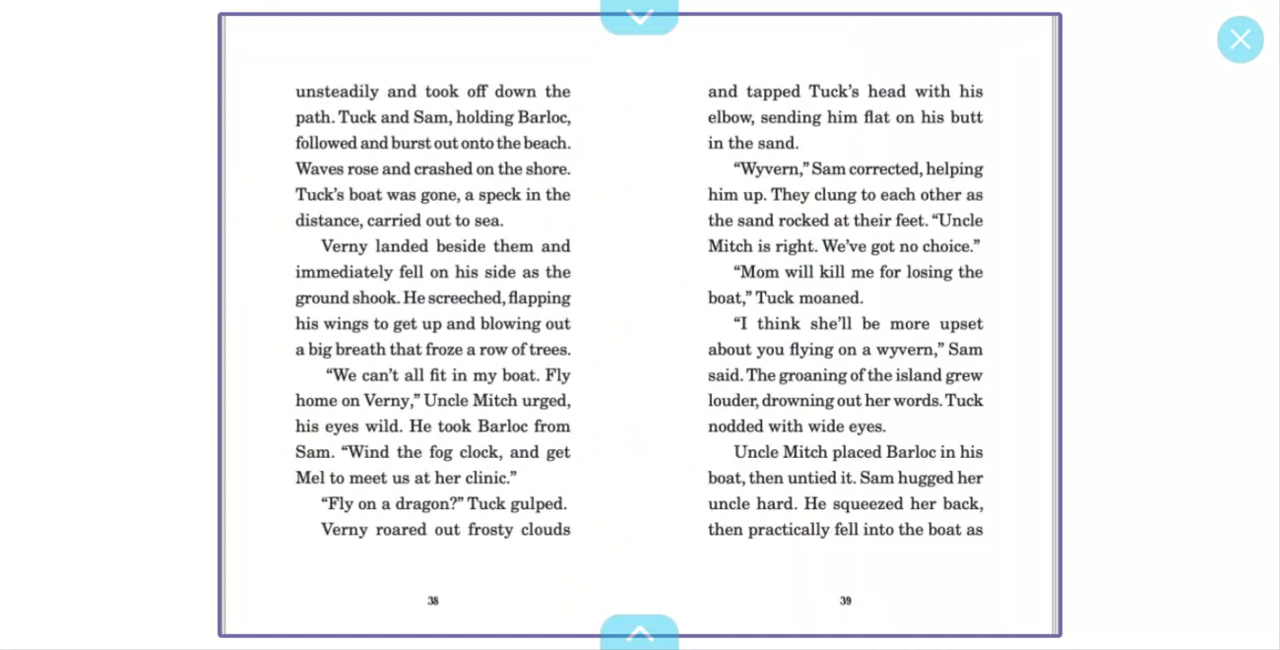 unsteadily and took off down the
path. Tuck and Sam, holding Barloc,
followed and burst out onto the beach.
Waves rose and crashed on the shore.
Tuck's boat was gone, a speck in the
distance, carried out to sea.
Verny landed beside them and
immediately fell on his side as the
ground shook. He screeched, flapping
his wings to get up and blowing out
a big breath that froze a row of trees.
“We can't all fit in my boat. Fly
home on Verny,” Uncle Mitch urged,
his eyes wild. He took Barloc from
Sam. “Wind the fog clock, and get
Mel to meet us at her clinic.”
“Fly on a dragon?” Tuck gulped.
Verny roared out frosty clouds
38
and tapped Tuck's head with his
elbow, sending him flat on his butt
in the sand.
“Wyvern,” Sam corrected, helping
him up. They clung to each other as
the sand rocked at their feet. “Uncle
Mitch is right. We've got no choice.”
“Mom will kill me for losing the
boat,” Tuck moaned.
“I think she'll be more upset
about you flying on a wyvern,” Sam
said. The groaning of the island grew
louder, drowning out her words. Tuck
nodded with wide eyes.
Uncle Mitch placed Barloc in his
boat, then untied it. Sam hugged her
uncle hard. He squeezed her back,
then practically fell into the boat as
39